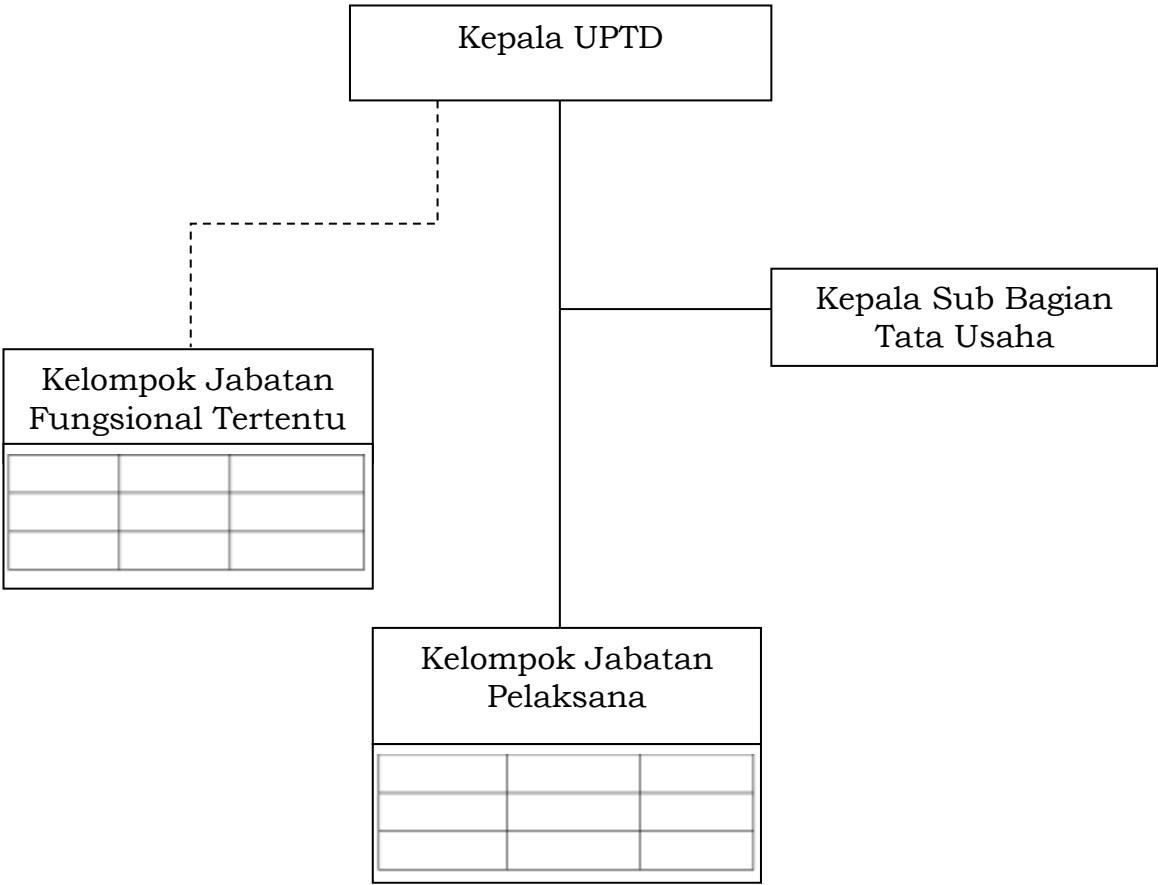 Kepala UPTD
Kepala Sub Bagian
Tata Usaha
Kelompok Jabatan
Fungsional Tertentu
Kelompok Jabatan
Pelaksana